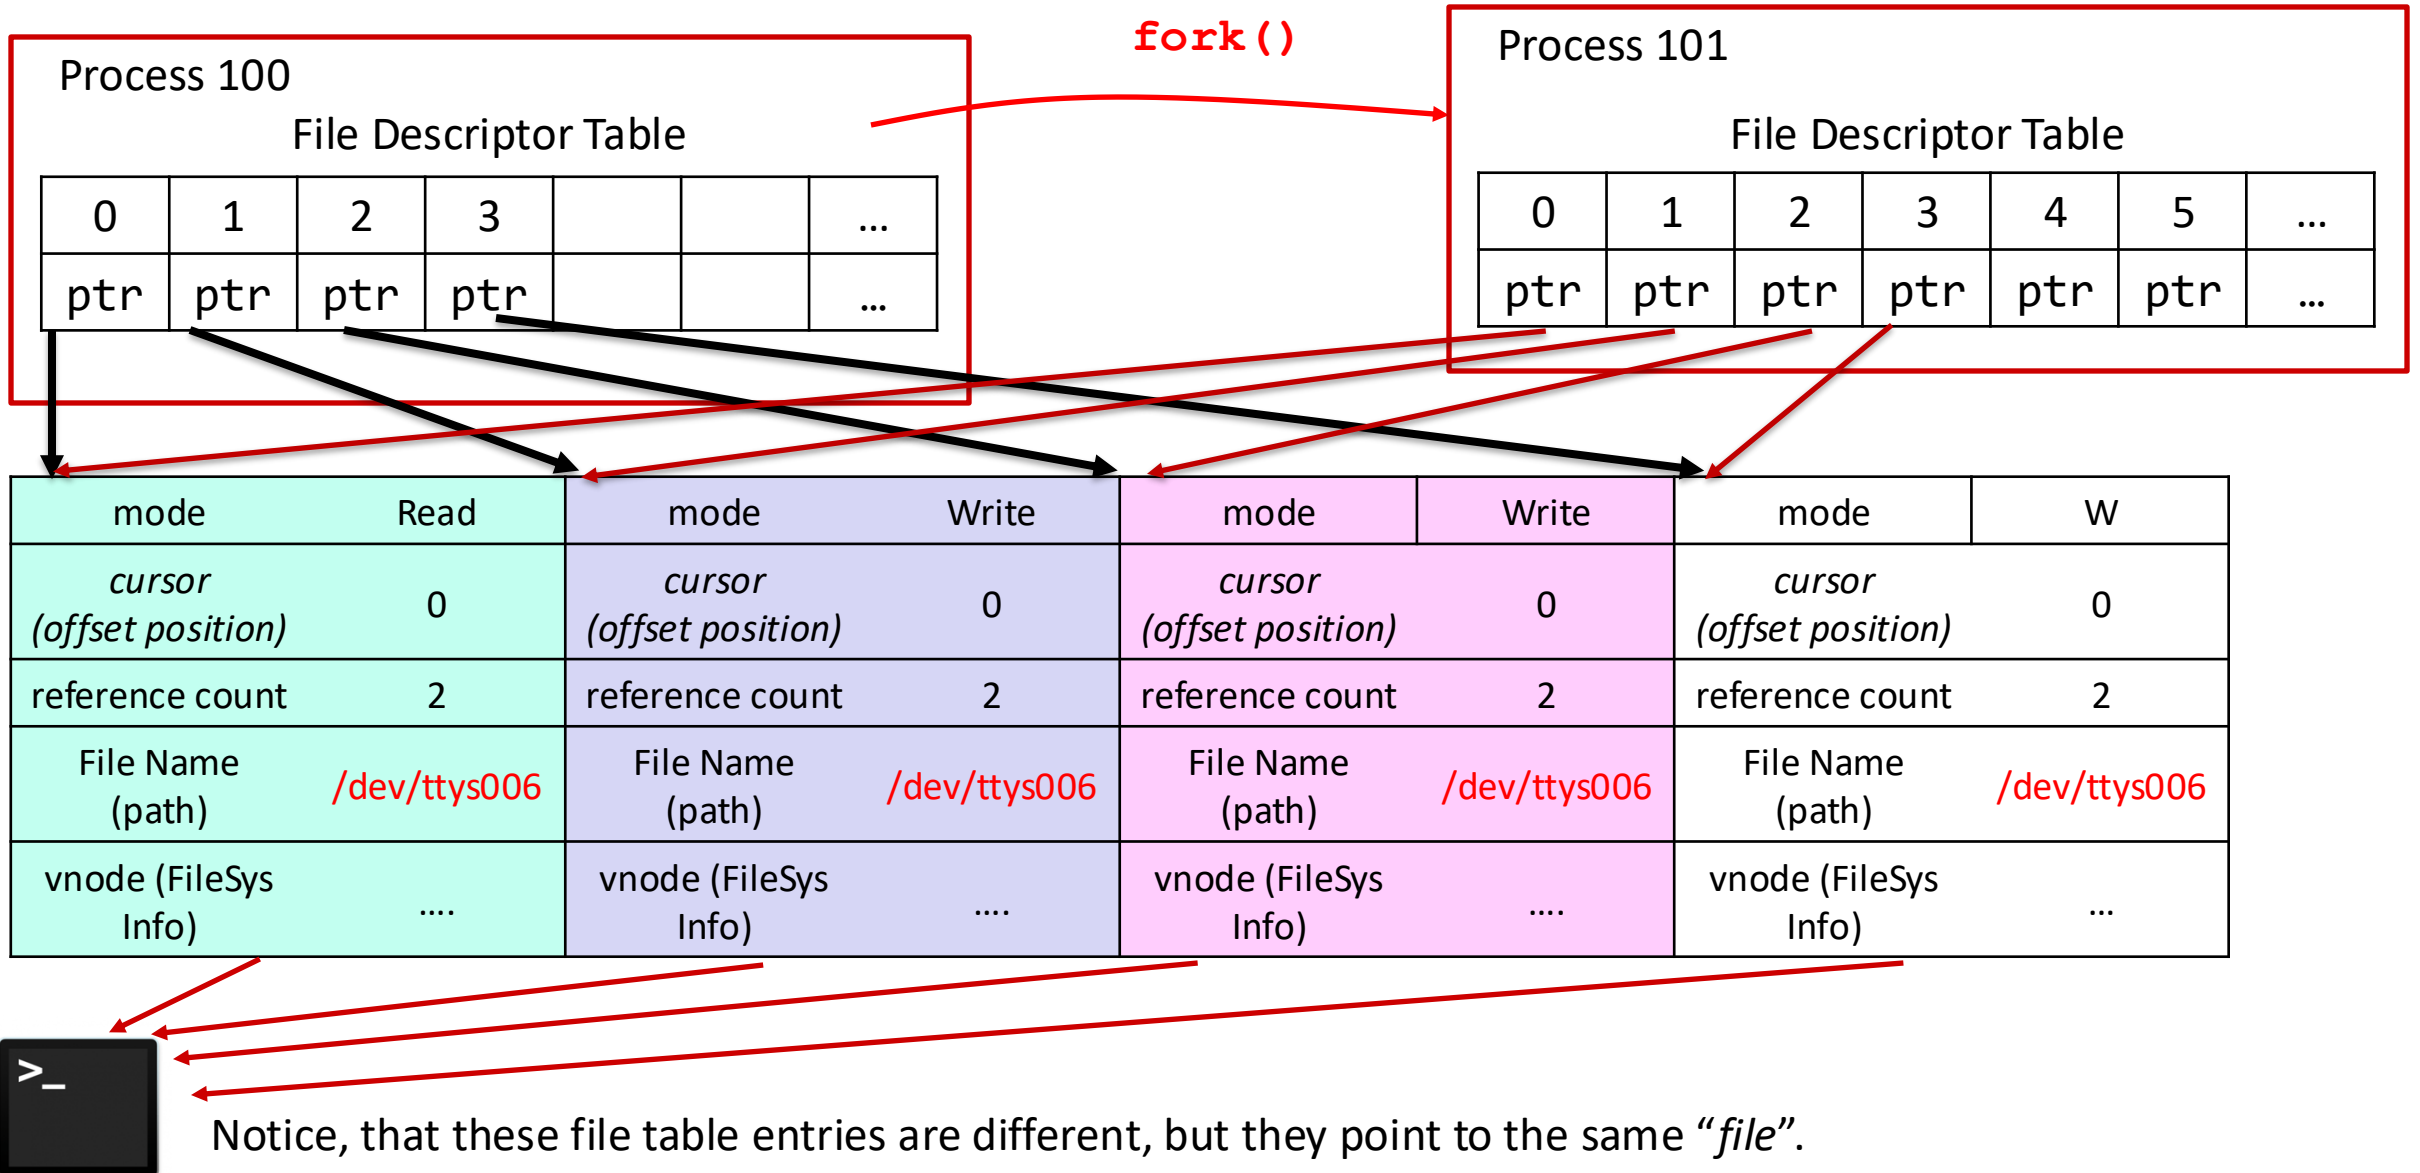 fork()
Process 100
File Descriptor Table
0 1 2 3 ...
ptr ptr ptr ptr ...
Process 101
File Descriptor Table
0 1 2 3 4 5 ...
ptr ptr ptr ptr ptr ptr ...
mode Read mode Write mode Write mode W
cursor cursor cursor cursor
(offset position) 0 (offset position) 0 (offset position) 0 (offset position) 0
reference count 2 reference count 2 reference count 2 reference count 2
File Name File Name File Name File Name
(path) /dev/ttys006 (path) /dev/ttys006 (path) /dev/ttys006 (path) /dev/ttys006
vnode (FileSys vnode (FileSys vnode (FileSys vnode (FileSys
Info) .... Info) .... Info) .... Info) ...
>_
Notice, that these file table entries are different, but they point to the same “file”.